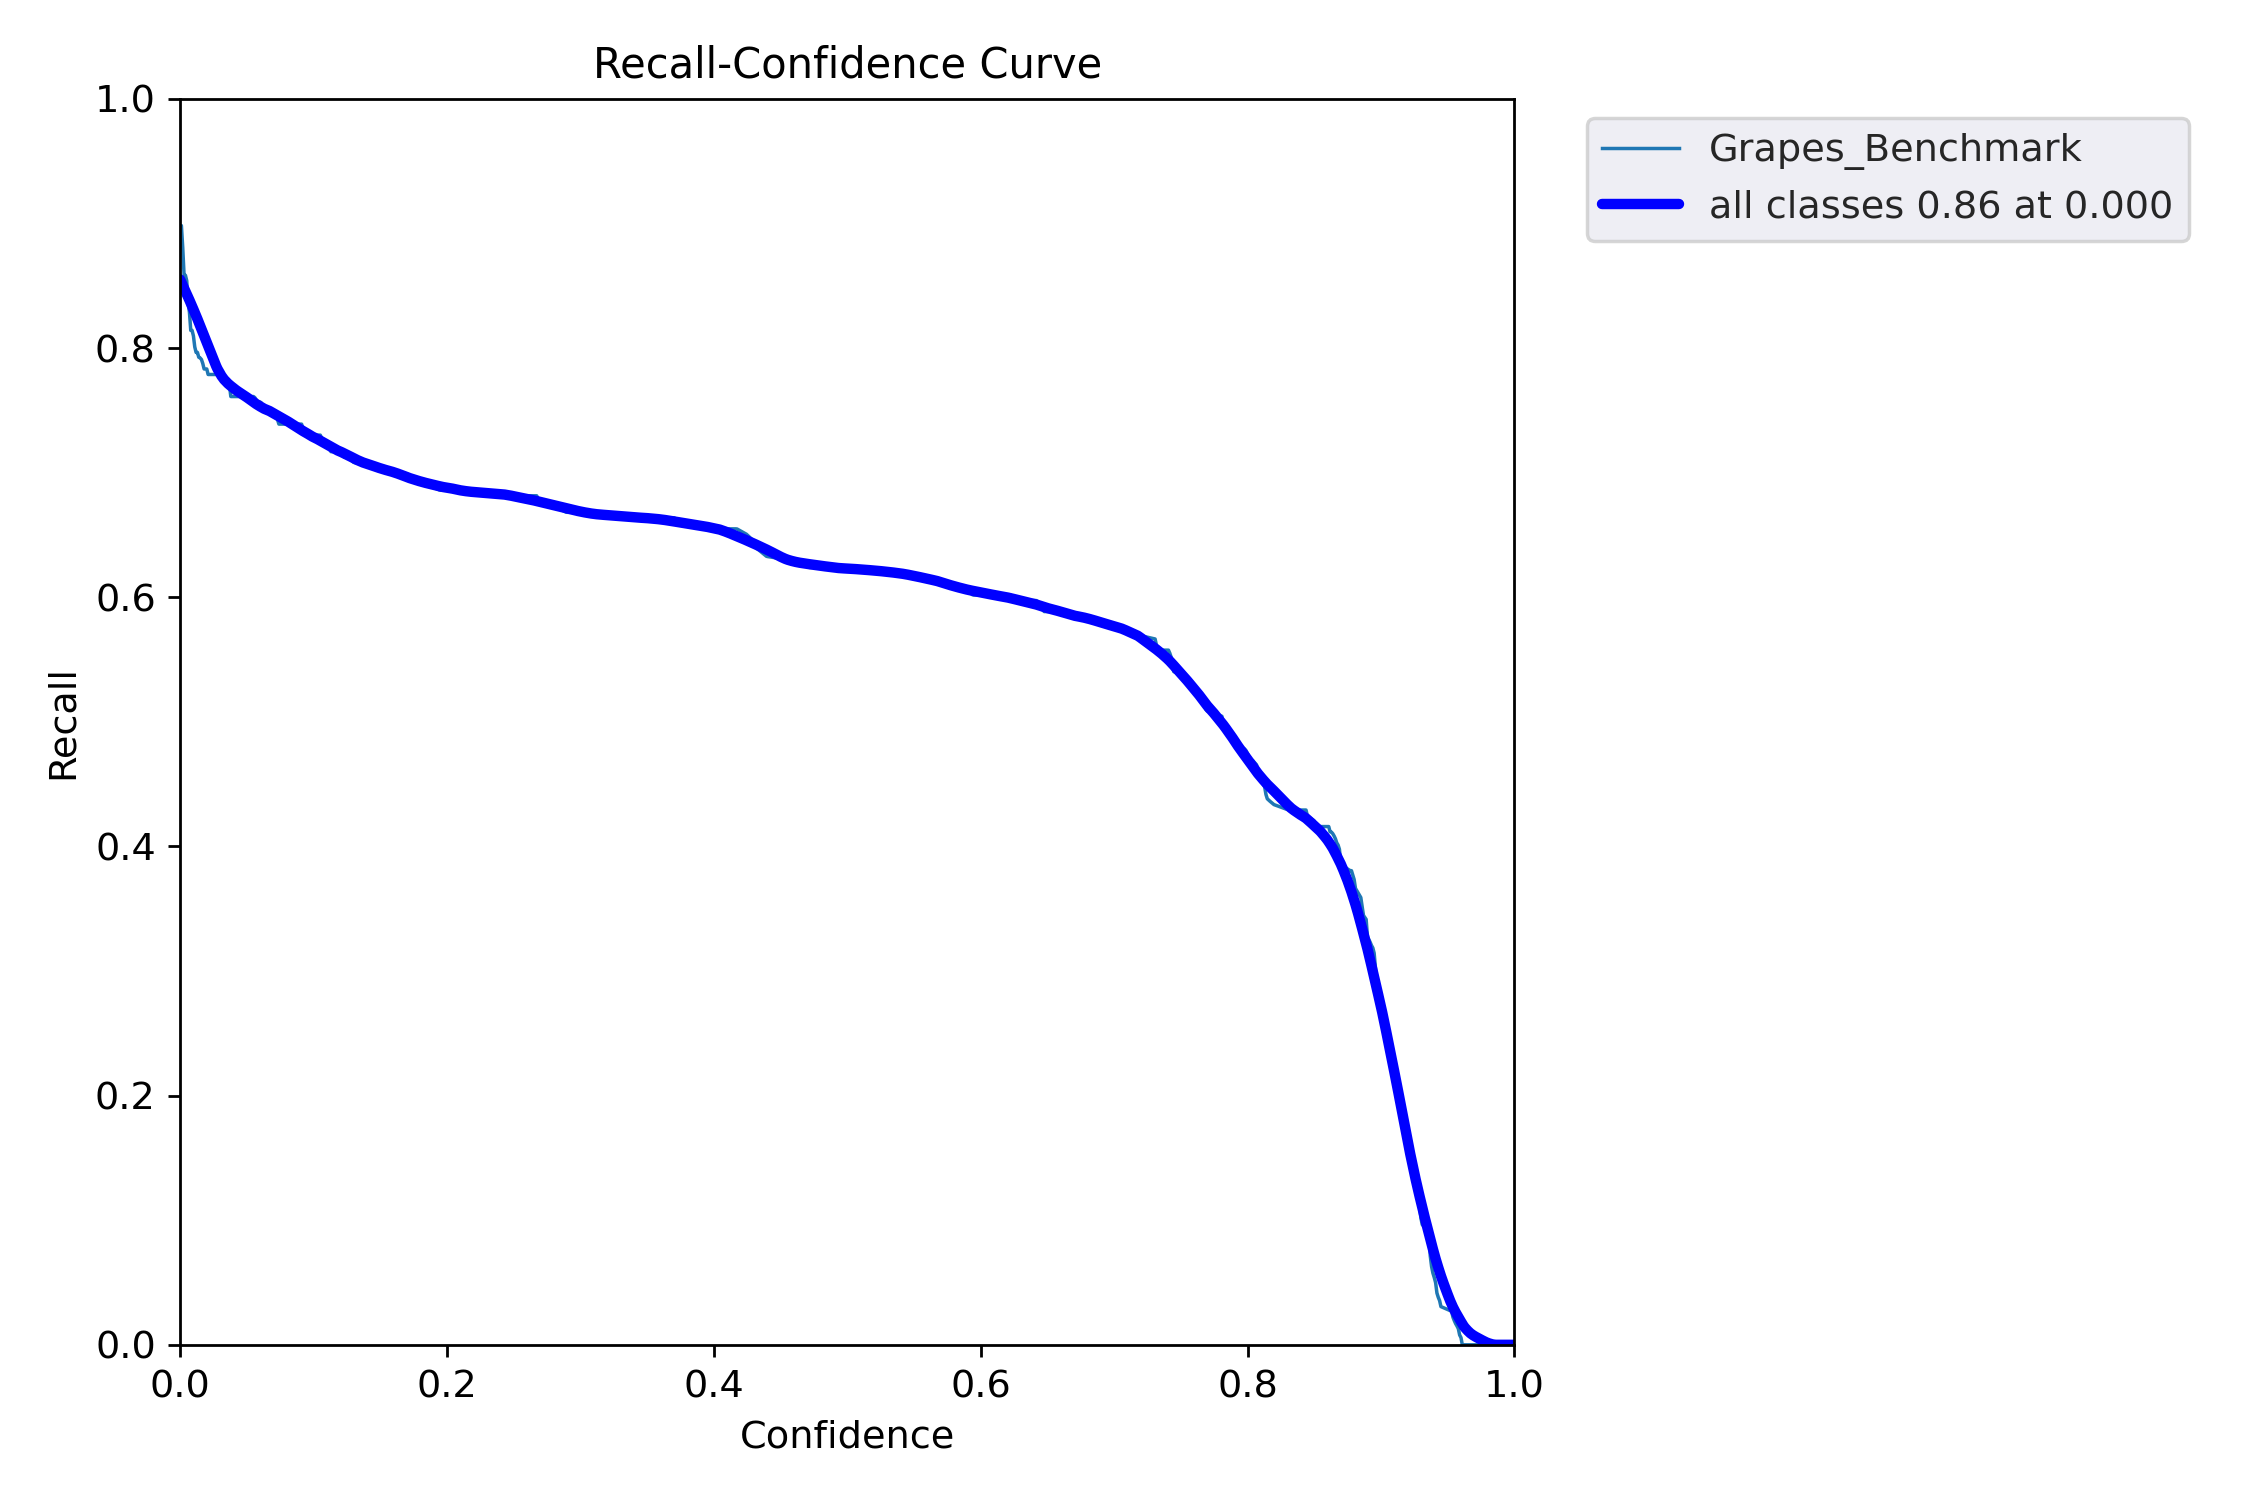 Recall-Confidence Curve
1.0
0.8
0.6
0.4
0.2
0.0
Recall
0.0 0.2 0.4 0.6 0.8 1.0
Confidence
Grapes_Benchmark
all classes 0.86 at 0.000